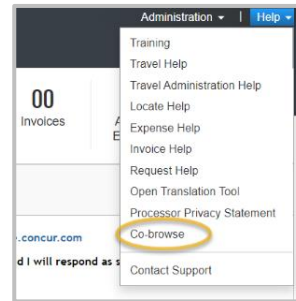 Administration | Help
Training
Travel Help
Travel Administration Help
Locate Help
Expense Help
Invoice Help
Request Help
Open Translation Tool
Processor Privacy Statement
Co-browse
Contact Support
00
Invoices
A
E
.concur.com
d I will respond as s